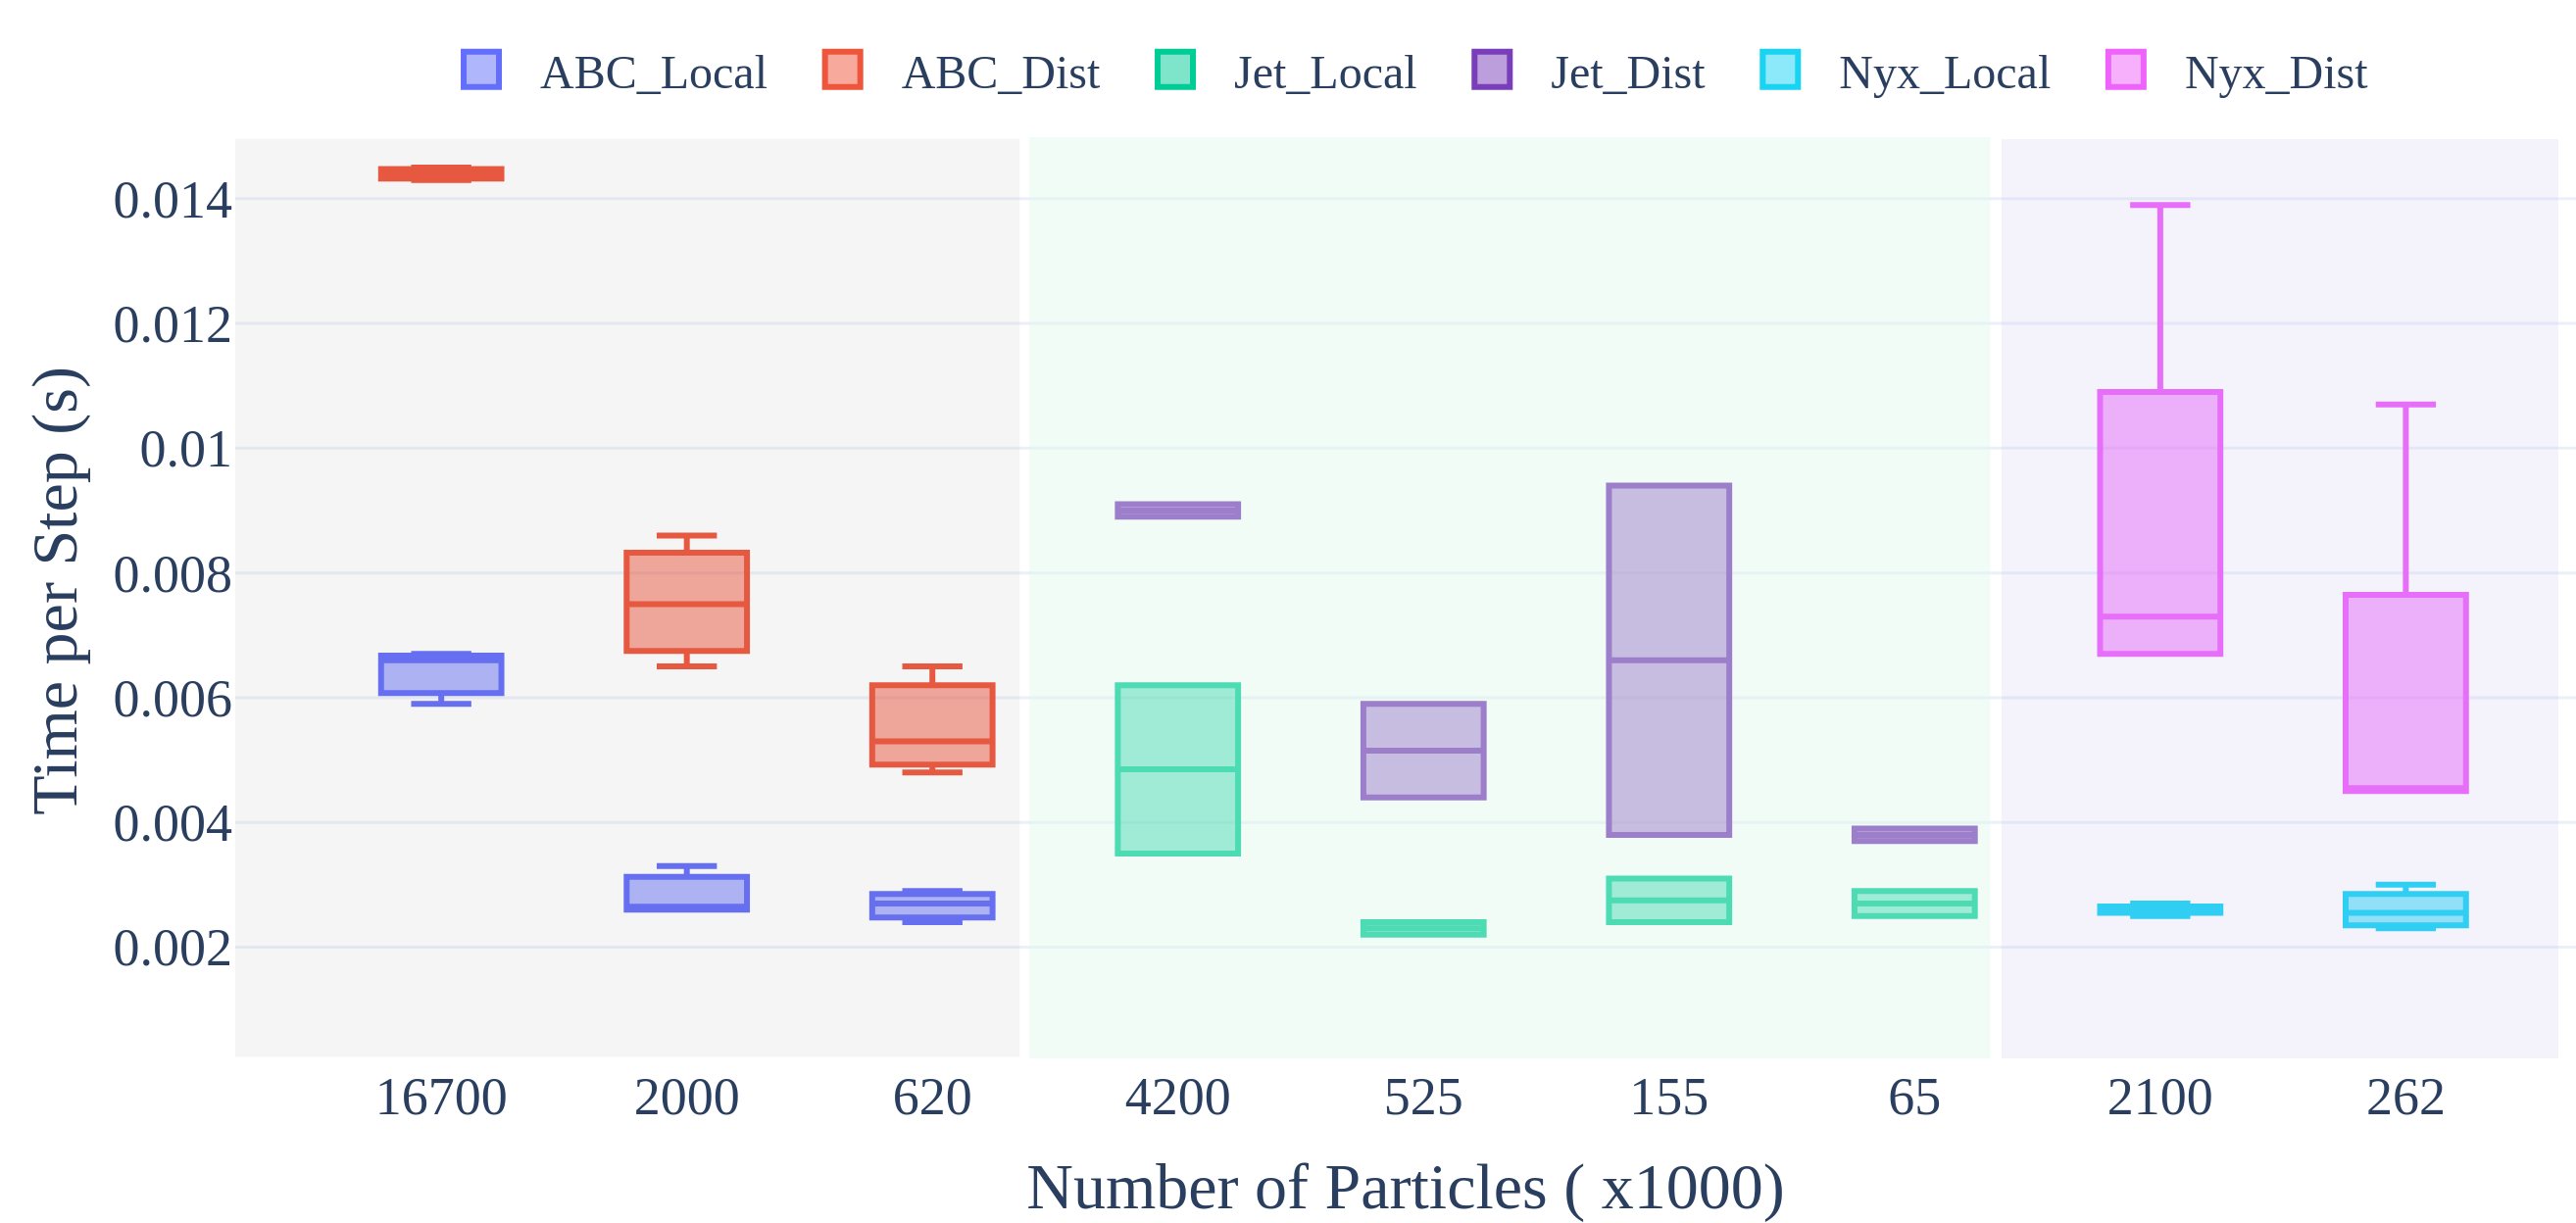 ABC_Local ABC_Dist Jet_Local Jet_Dist Nyx_Local Nyx_Dist
Time per Step (s)
0.014
0.012
0.01
0.008
0.006
0.004
0.002
16700 2000 620 4200 525 155 65 2100 262
Number of Particles ( x1000)